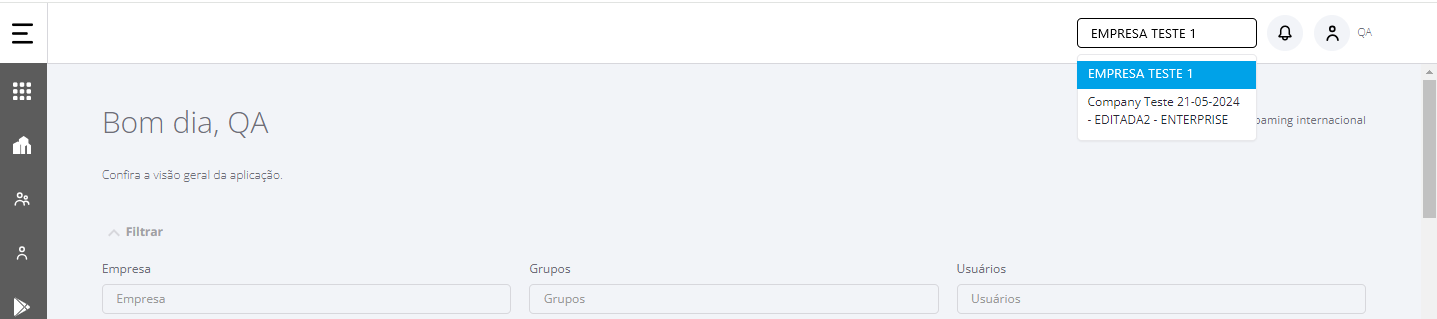 EMPRESA TESTE 1
QA
EMPRESA TESTE 1
Company Teste 21-05-2024
- EDITADA2 - ENTERPRISE
Bom dia, QA
internacional
Confira a visão geral da aplicação.
Filtrar
Empresa
Grupos
Usuários
Empresa
Grupos
Usuários